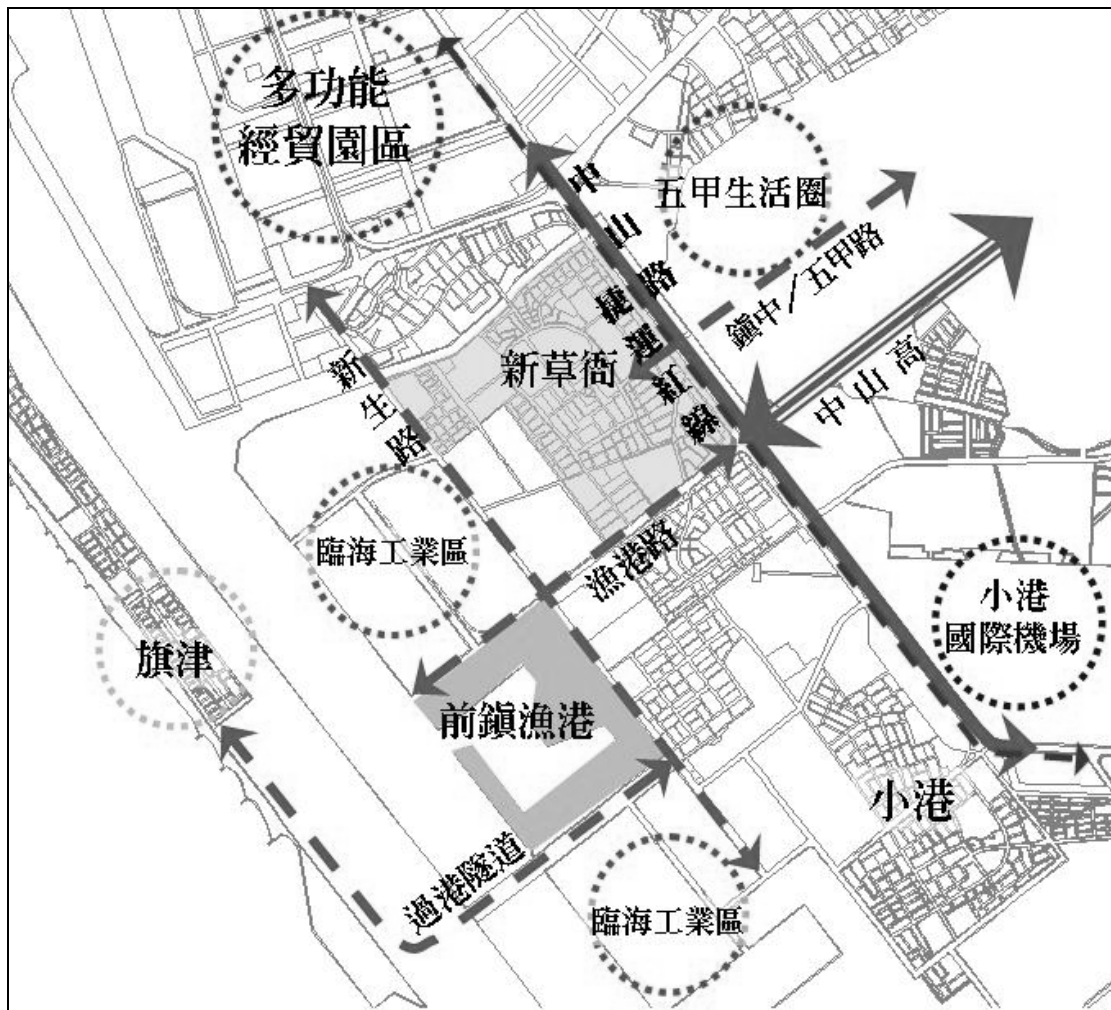 多功能
經貿園區
五甲生活圈
中山路
捷運紅線
鎮中／五甲路
中山高
新草衙
新生路
臨海工業區
漁港路
小港
國際機場
旗津
前鎮漁港
小港
過港隧道
臨海工業區